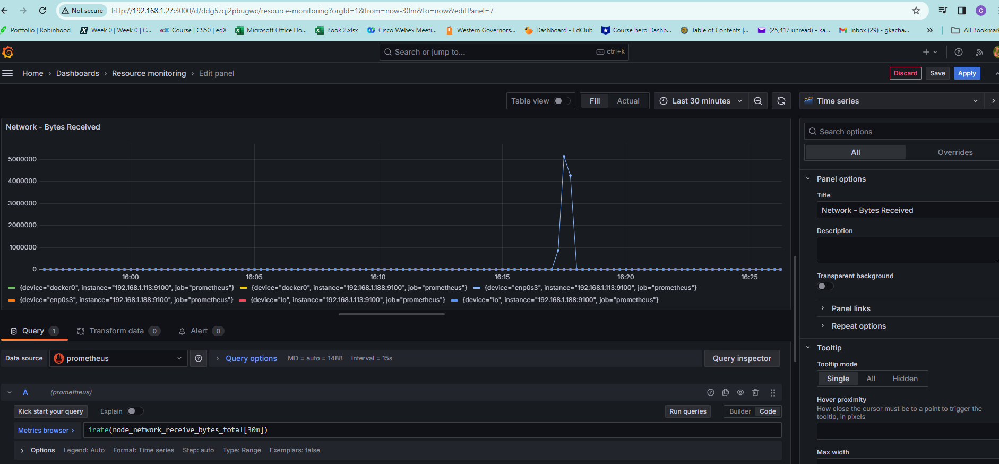 Not secure http://192.168.1.27:3000/d/ddg5zqj2pbugwc/resource-monitoring?orgId=1&from=now-30m&to=now&editPanel=7 G
Portfolio | Robinhood Week 0 | Week 0 | C... edX Course | CS50 | edX Microsoft Office Ho... Book 2.xlsx Cisco Webex Meeti... Western Governors... Dashboard - EdClub Course hero Dashb... Table of Contents |... (25,417 unread) - ka... Inbox (29) - gkacha... » All Bookmark
Search or jump to... ctrl+k
Home › Dashboards › Resource monitoring › Edit panel Discard Save Apply
Table view Fill Actual Last 30 minutes Time series
Network - Bytes Received
Search options
All Overrides
5000000
4000000
3000000
2000000
1000000
0
16:00 16:05 16:10 16:15 16:20 16:25
{device="docker0", instance="192.168.1.113:9100", job="prometheus"} {device="docker0", instance="192.168.1.188:9100", job="prometheus"} {device="enp0s3", instance="192.168.1.113:9100", job="prometheus"}
{device="enp0s3", instance="192.168.1.188:9100", job="prometheus"} {device="lo", instance="192.168.1.113:9100", job="prometheus"} {device="lo", instance="192.168.1.188:9100", job="prometheus"}
Panel options
Title
Network - Bytes Received
Description
Transparent background
Panel links
Repeat options
Tooltip
Tooltip mode
Single All Hidden
Hover proximity
How close the cursor must be to a point to trigger the
tooltip, in pixels
Max width
Query 1 Transform data 0 Alert 0
Data source prometheus Query options MD = auto = 1488 Interval = 15s Query inspector
A (prometheus)
Kick start your query Explain Run queries Builder Code
Metrics browser > irate(node_network_receive_bytes_total[30m])
Options Legend: Auto Format: Time series Step: auto Type: Range Exemplars: false